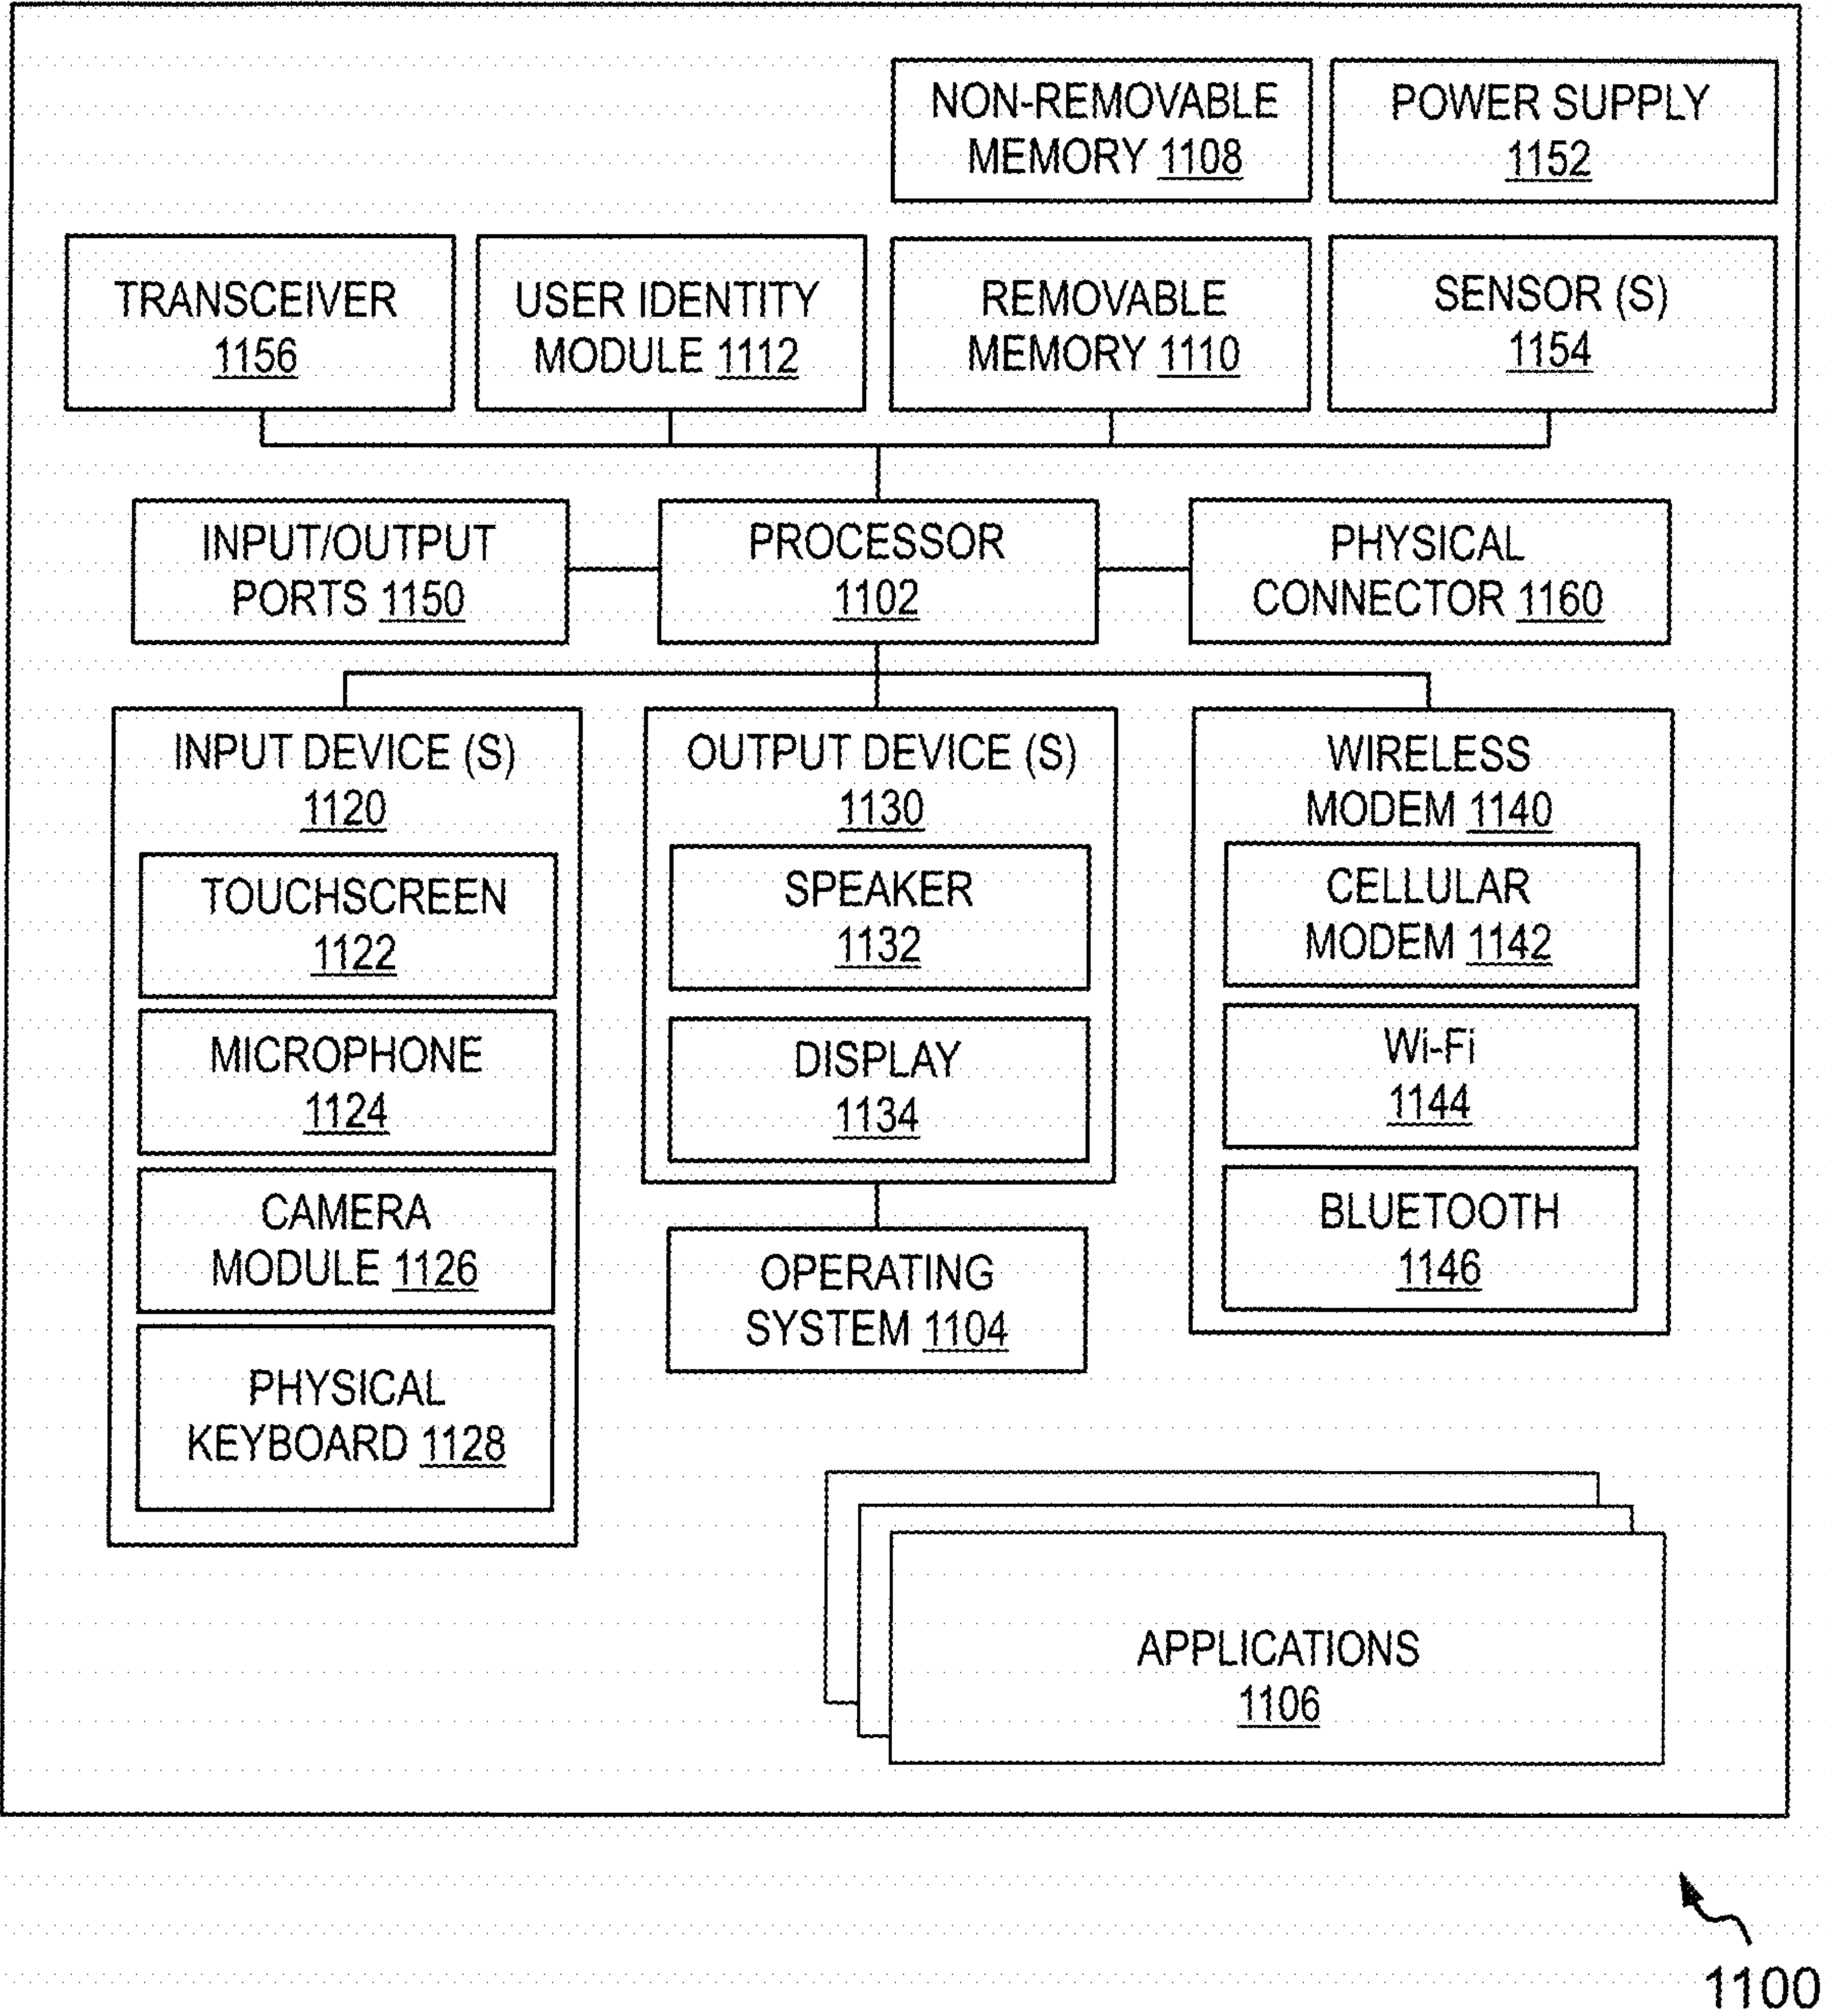 NON-REMOVABLE
MEMORY 1108
POWER SUPPLY
1152
TRANSCEIVER
1156
USER IDENTITY
MODULE 1112
REMOVABLE
MEMORY 1110
SENSOR (S)
1154
INPUT/OUTPUT
PORTS 1150
PROCESSOR
1102
PHYSICAL
CONNECTOR 1160
INPUT DEVICE (S)
1120
TOUCHSCREEN
1122
MICROPHONE
1124
CAMERA
MODULE 1126
PHYSICAL
KEYBOARD 1128
OUTPUT DEVICE (S)
1130
SPEAKER
1132
DISPLAY
1134
OPERATING
SYSTEM 1104
WIRELESS
MODEM 1140
CELLULAR
MODEM 1142
Wi-Fi
1144
BLUETOOTH
1146
APPLICATIONS
1106
1100